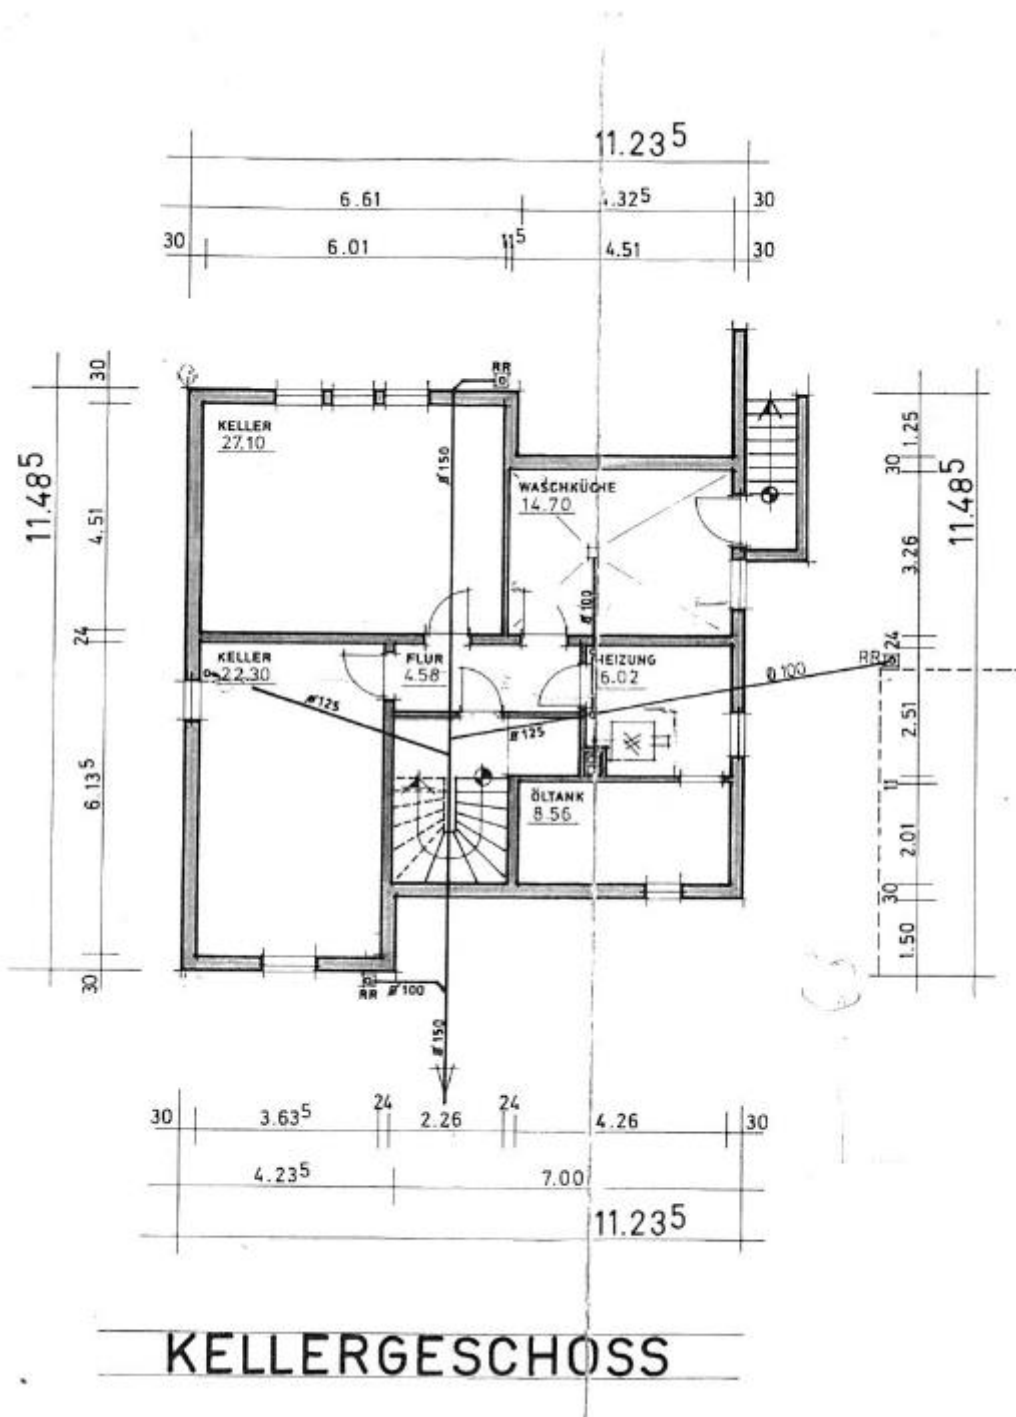 11.23⁵
6.61
4.32⁵
30
30
6.01
11⁵
4.51
30
30
4.51
24
6.13⁵
30
11.48⁵
RR
KELLER
27.10
ø150
WASCHKÜCHE
14.70
ø100
KELLER
22.30
FLUR
4.58
HEIZUNG
6.02
RR
ø100
ø125
ø125
ÖLTANK
8.56
RR
ø100
ø150
1.25
30
3.26
24
2.51
11
2.01
30
1.50
11.48⁵
30
3.63⁵
24
2.26
24
4.26
30
4.23⁵
7.00
11.23⁵
KELLERGESCHOSS